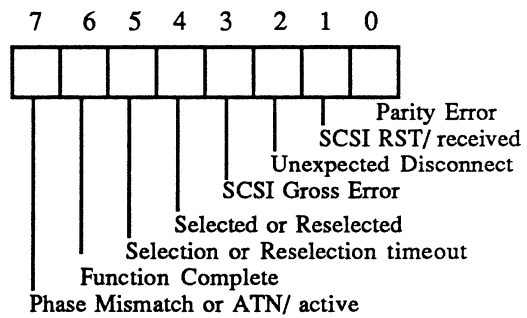 7 6 5 4 3 2 1 0
Parity Error
SCSI RST/ received
Unexpected Disconnect
SCSI Gross Error
Selected or Reselected
Selection or Reselection timeout
Function Complete
Phase Mismatch or ATN/ active